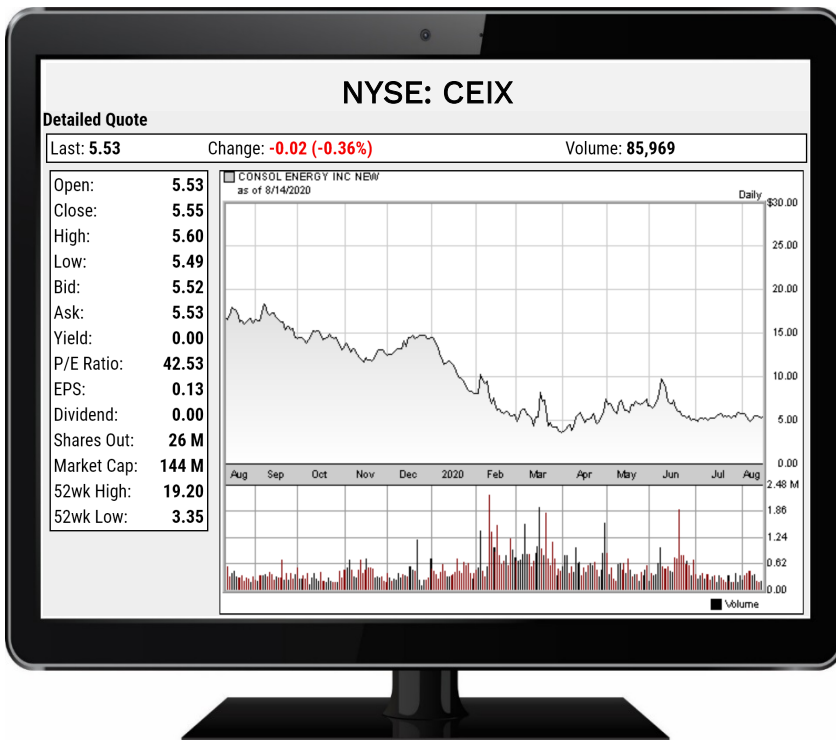 NYSE: CEIX
Detailed Quote
Last: 5.53 Change: -0.02 (-0.36%) Volume: 85,969
Open: 5.53
Close: 5.55
High: 5.60
Low: 5.49
Bid: 5.52
Ask: 5.53
Yield: 0.00
P/E Ratio: 42.53
EPS: 0.13
Dividend: 0.00
Shares Out: 26 M
Market Cap: 144 M
52wk High: 19.20
52wk Low: 3.35
CONSOL ENERGY INC NEW
as of 8/14/2020
Daily
$30.00
25.00
20.00
15.00
10.00
5.00
0.00
Aug Sep Oct Nov Dec 2020 Feb Mar Apr May Jun Jul Aug
2.48 M
1.86
1.24
0.62
0.00
Volume